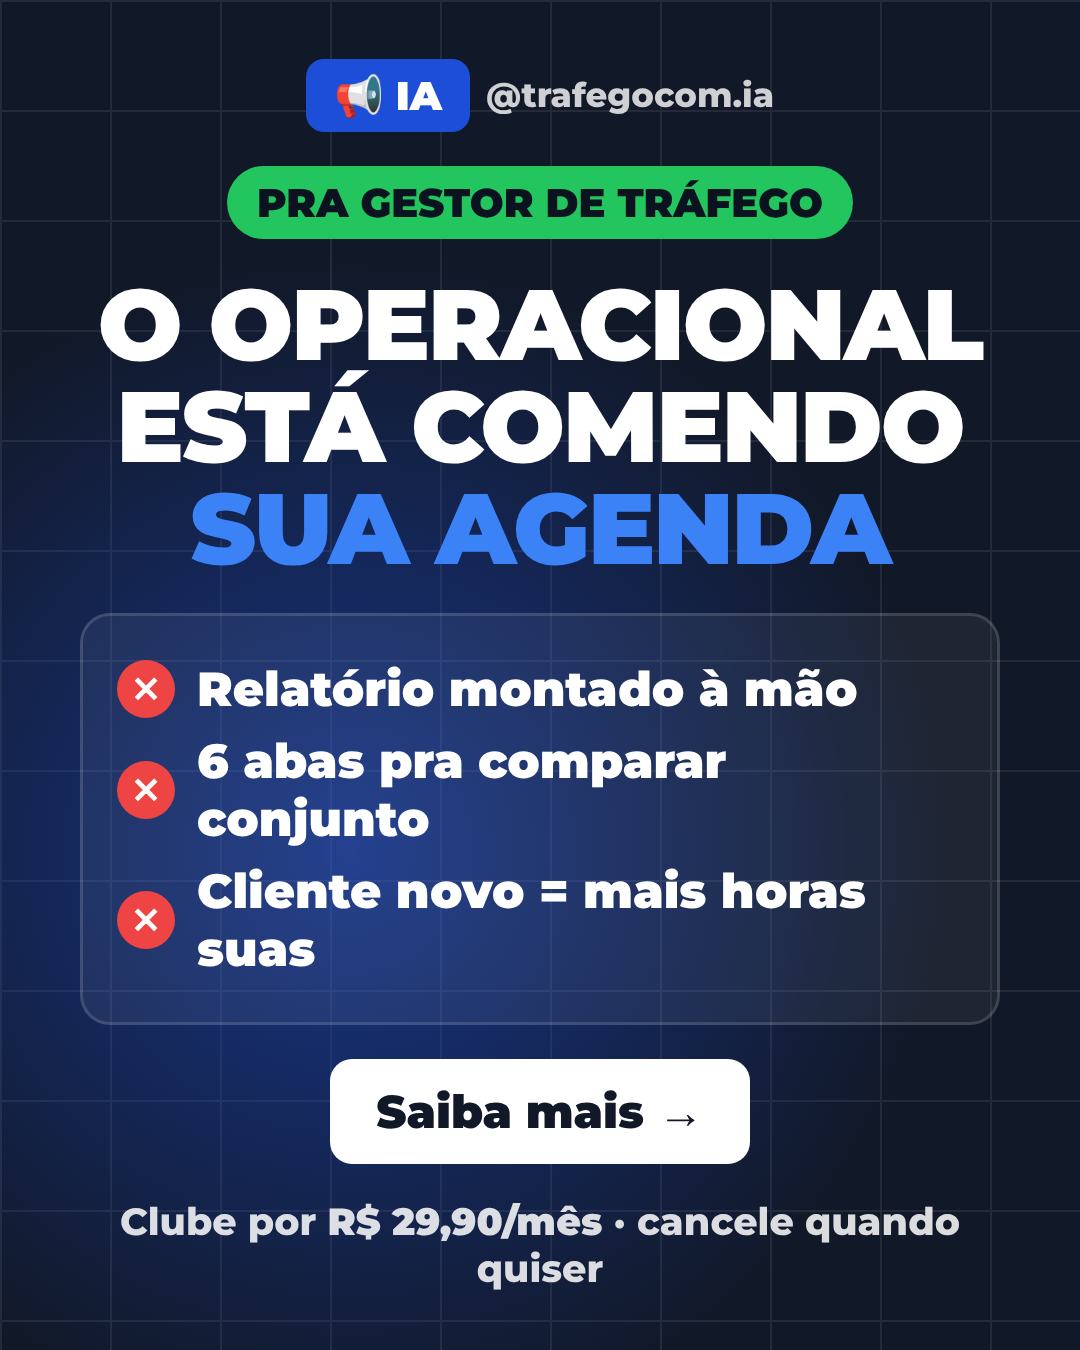 📢 IA @trafegocom.ia
PRA GESTOR DE TRÁFEGO
O OPERACIONAL
ESTÁ COMENDO
SUA AGENDA
✕ Relatório montado à mão
✕ 6 abas pra comparar
conjunto
✕ Cliente novo = mais horas
suas
Saiba mais →
Clube por R$ 29,90/mês · cancele quando
quiser